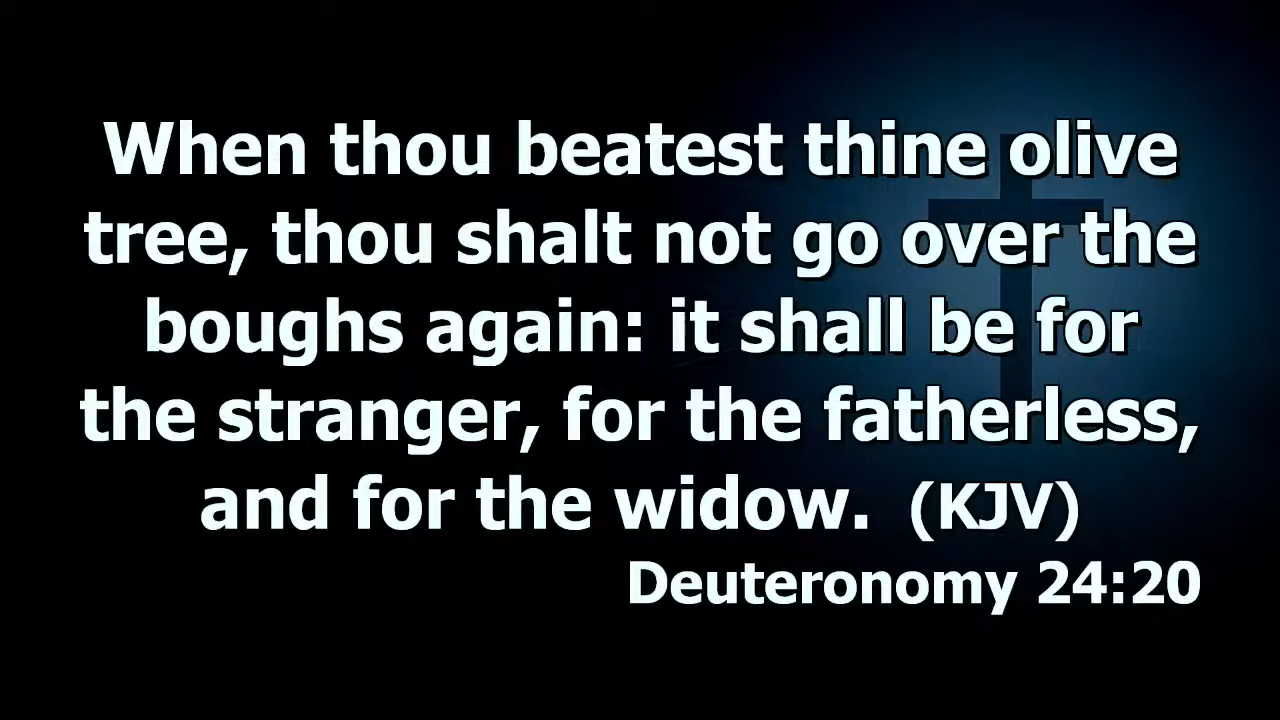 When thou beatest thine olive
tree, thou shalt not go over the
boughs again: it shall be for
the stranger, for the fatherless,
and for the widow. (KJV)
Deuteronomy 24:20